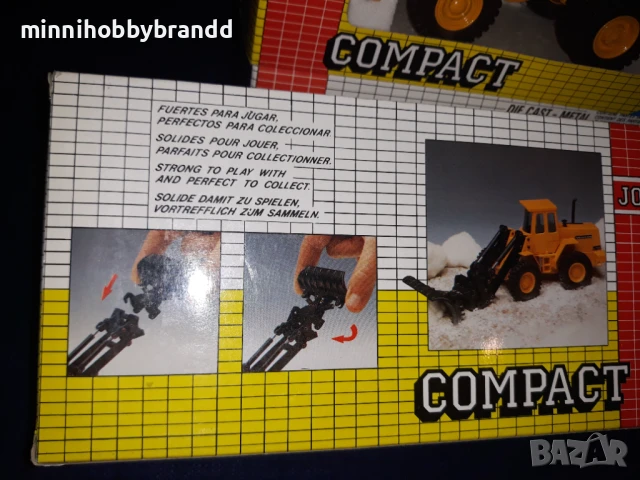 minnihobbybrandd
COMPACT
DIE CAST - METAL
FUERTES PARA JUGAR,
PERFECTOS PARA COLECCIONAR
SOLIDES POUR JOUER,
PARFAITS POUR COLLECTIONNER.
STRONG TO PLAY WITH
AND PERFECT TO COLLECT.
SOLIDE DAMIT ZU SPIELEN,
VORTREFFLICH ZUM SAMMELN.
JO
COMPACT
BAZAR